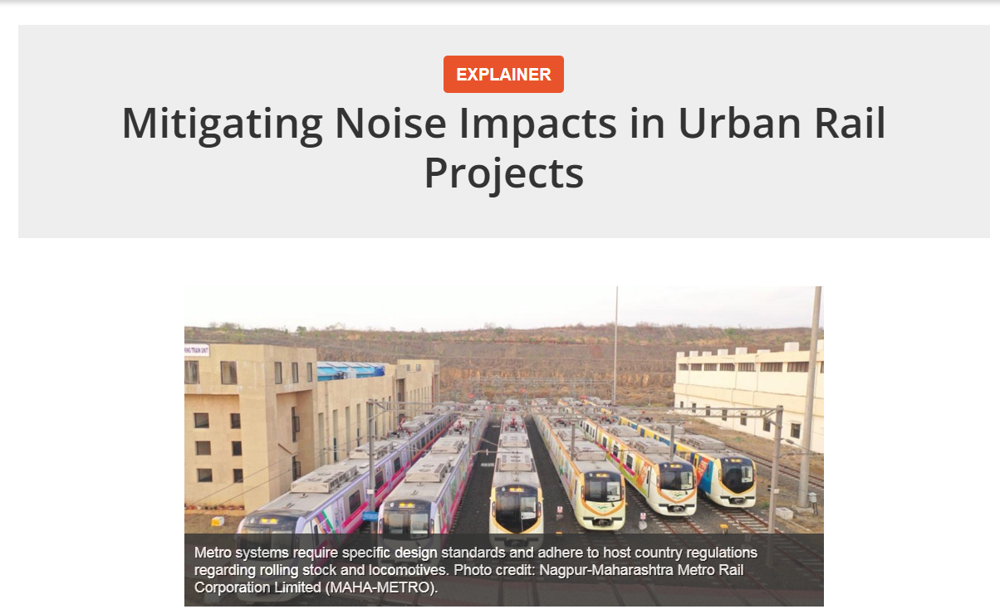 EXPLAINER
Mitigating Noise Impacts in Urban Rail
Projects
Metro systems require specific design standards and adhere to host country regulations
regarding rolling stock and locomotives. Photo credit: Nagpur-Maharashtra Metro Rail
Corporation Limited (MAHA-METRO).